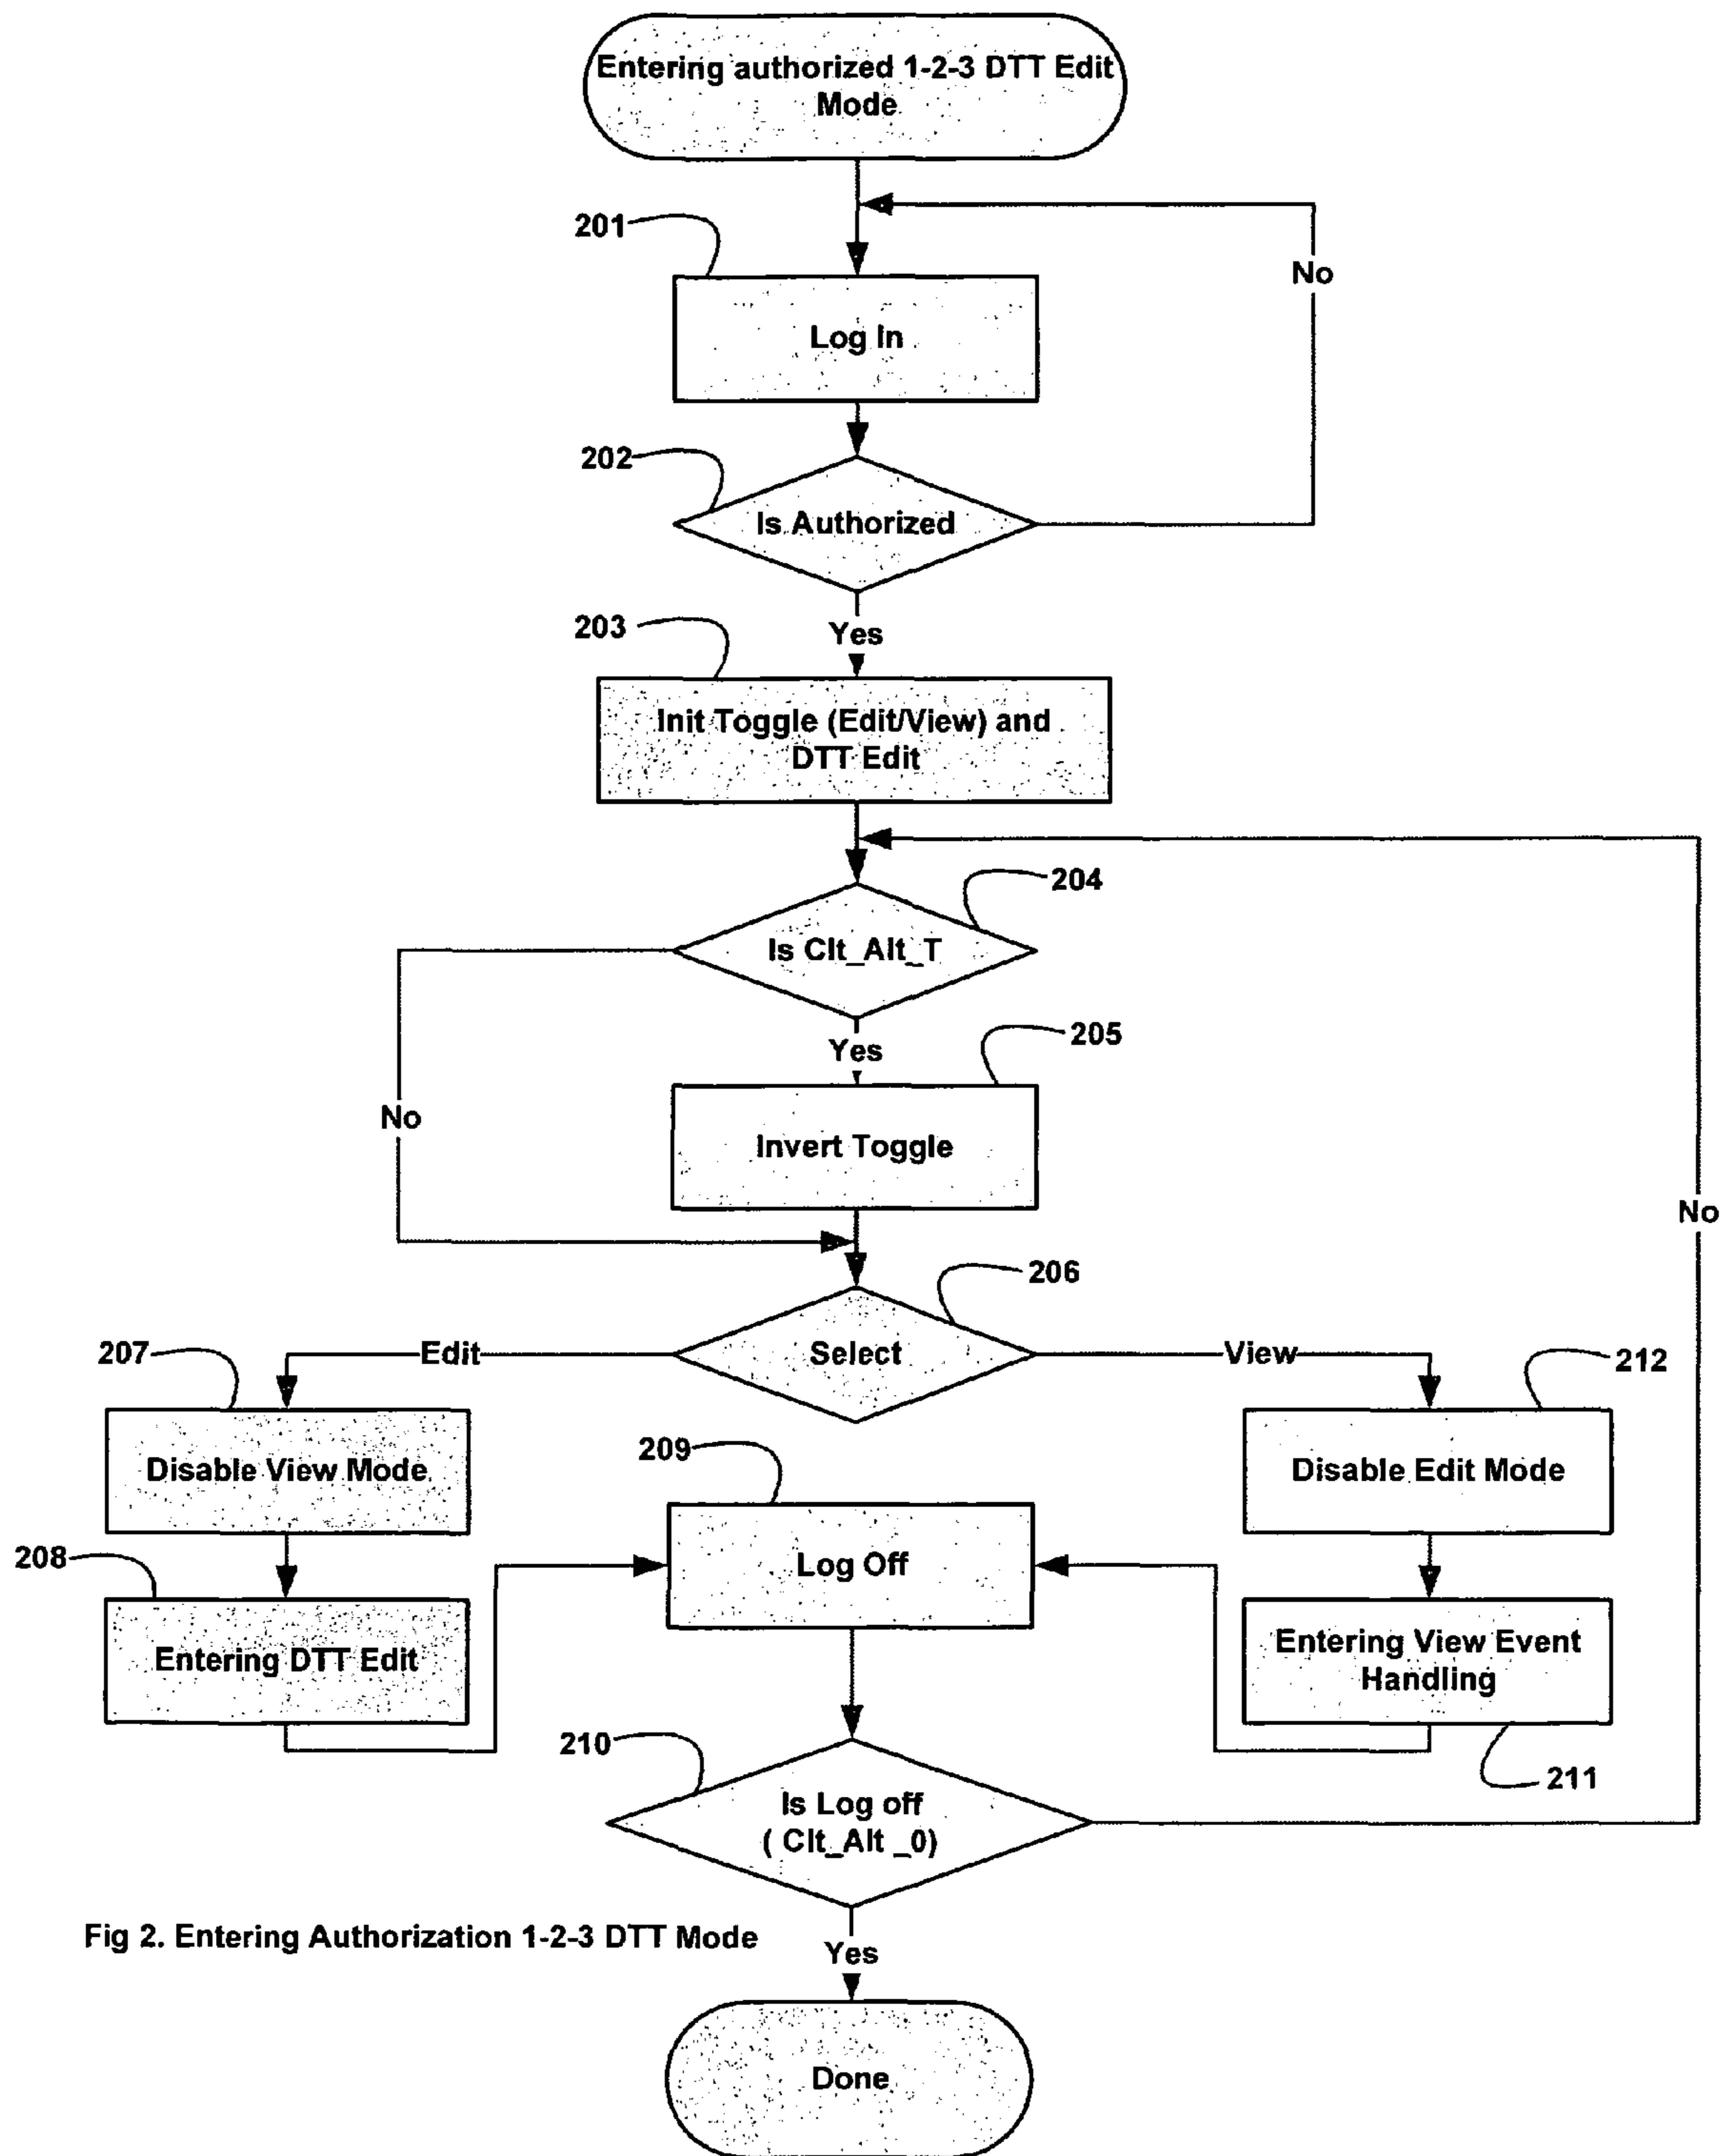 Entering authorized 1-2-3 DTT Edit
Mode
201
No
Log In
202
Is Authorized
Yes
203
Init Toggle (Edit/View) and
DTT Edit
204
Is Clt_Alt_T
Yes
205
No
Invert Toggle
No
206
Select
Edit
View
207
212
Disable View Mode
Disable Edit Mode
209
Log Off
208
Entering DTT Edit
Entering View Event
Handling
210
211
Is Log off
( Clt_Alt _0)
Fig 2. Entering Authorization 1-2-3 DTT Mode
Yes
Done